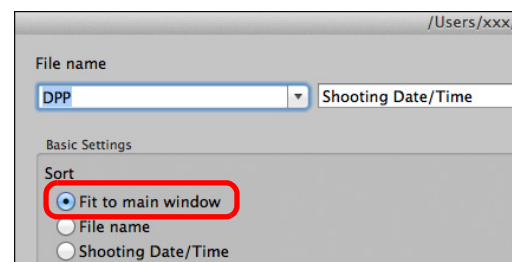 /Users/xxx,
File name
DPP Shooting Date/Time
Basic Settings
Sort
Fit to main window
File name
Shooting Date/Time